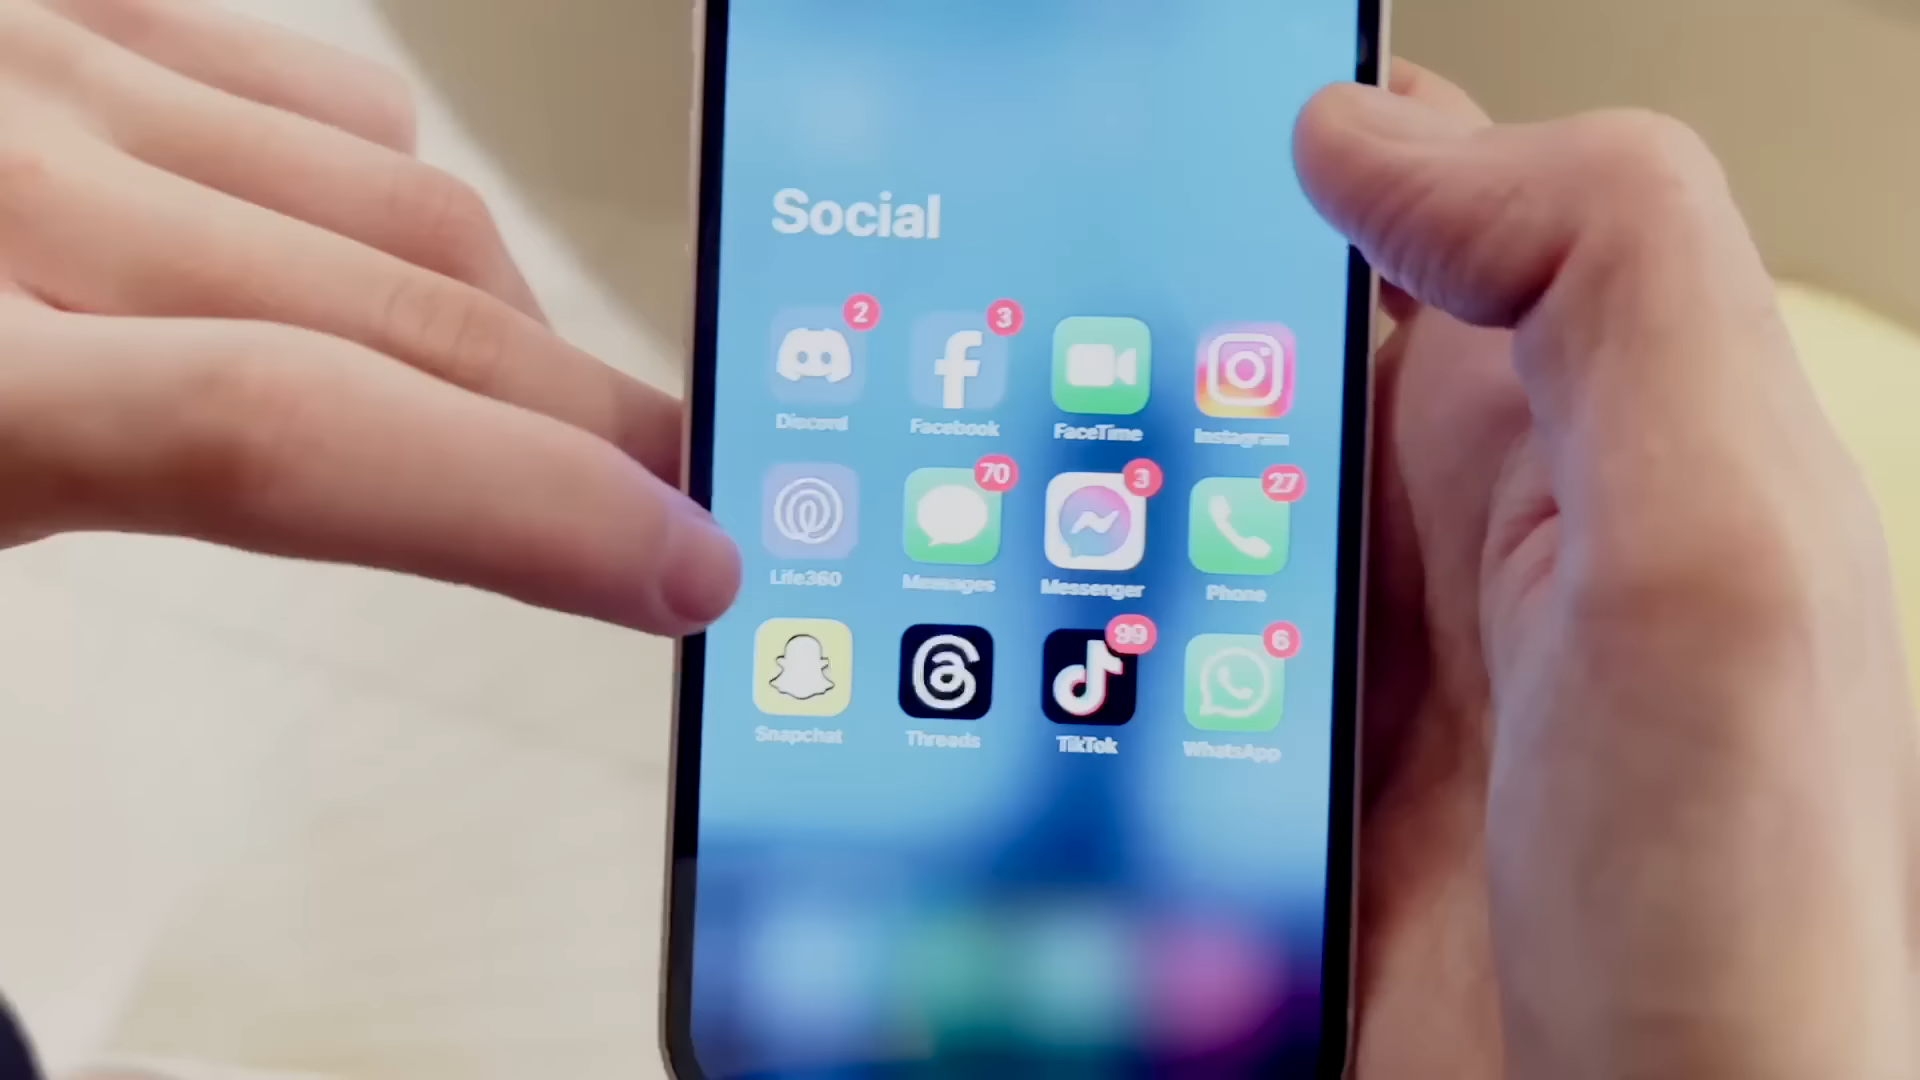 Social
2 3
Discord Facebook FaceTime Instagram
70 3 27
Life360 Messages Messenger Phone
99 6
Snapchat Threads TikTok WhatsApp